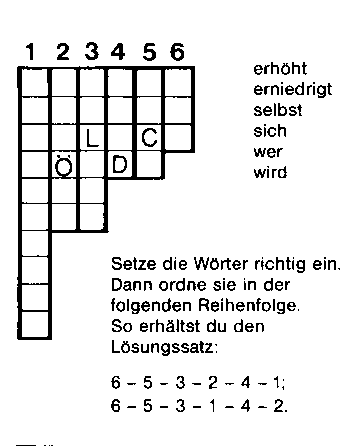 1 2 3 4 5 6
L C
Ö D
erhöht
erniedrigt
selbst
sich
wer
wird
Setze die Wörter richtig ein.
Dann ordne sie in der
folgenden Reihenfolge.
So erhältst du den
Lösungssatz:
6 – 5 – 3 – 2 – 4 – 1;
6 – 5 – 3 – 1 – 4 – 2.